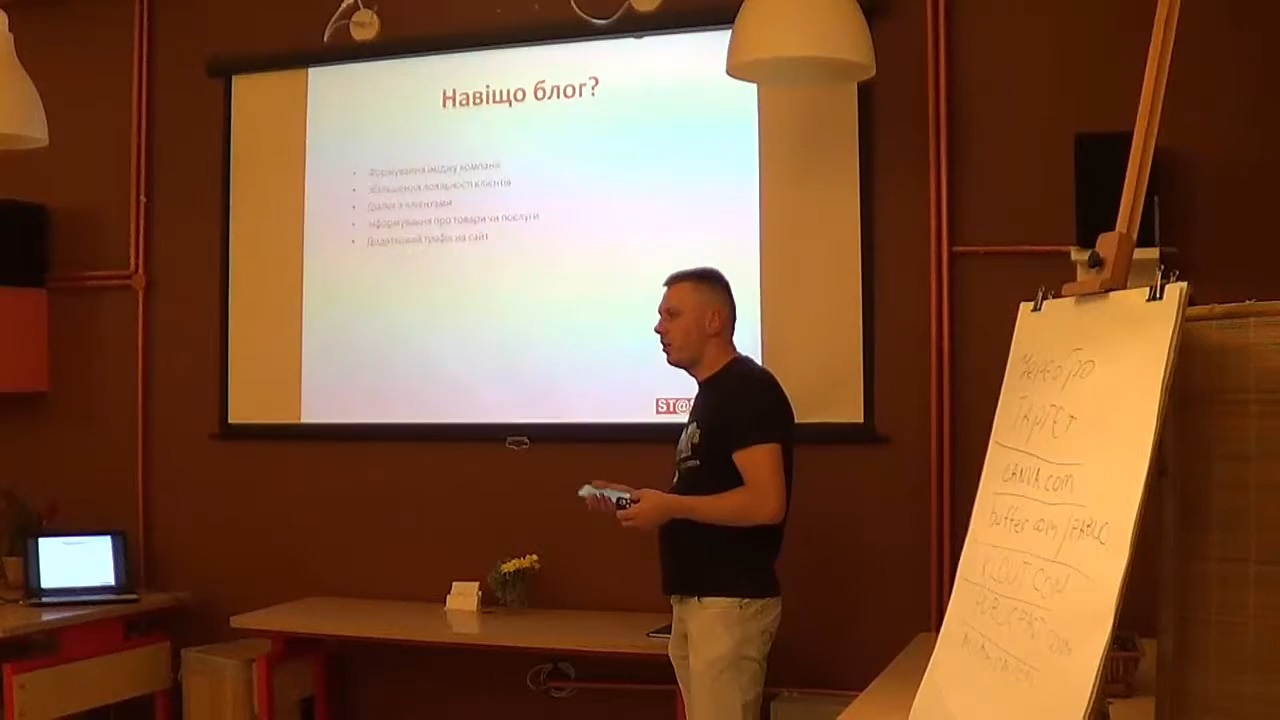 Навіщо блог?
• Формування іміджу компанії
• Збільшення лояльності клієнтів
• Діалог з клієнтами
• Інформування про товари чи послуги
• Додатковий трафік на сайт
ST@
Церебро
Таргет
CANVA.com
buffer.com/PABLO
KLOUT.COM